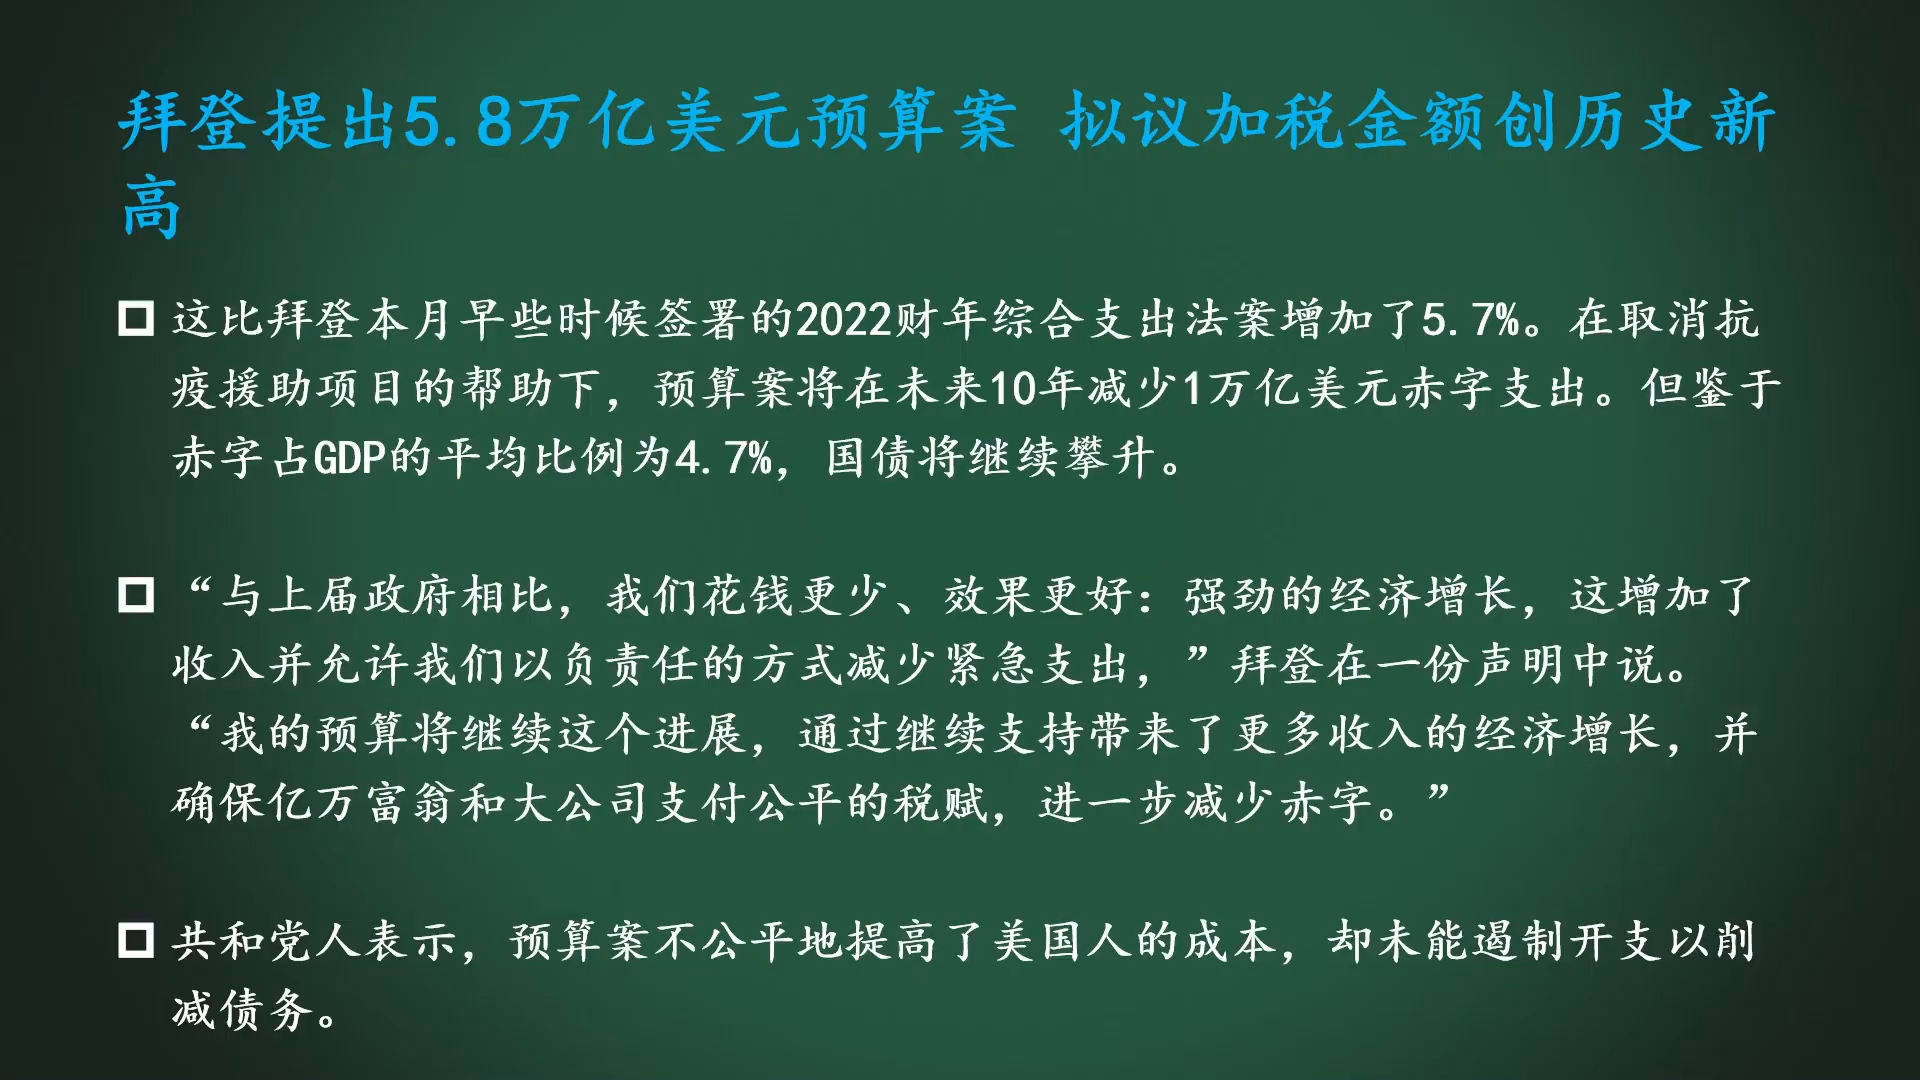 拜登提出5.8万亿美元预算案 拟议加税金额创历史新
高
这比拜登本月早些时候签署的2022财年综合支出法案增加了5.7%。在取消抗
疫援助项目的帮助下，预算案将在未来10年减少1万亿美元赤字支出。但鉴于
赤字占GDP的平均比例为4.7%，国债将继续攀升。
“与上届政府相比，我们花钱更少、效果更好：强劲的经济增长，这增加了
收入并允许我们以负责任的方式减少紧急支出，”拜登在一份声明中说。
“我的预算将继续这个进展，通过继续支持带来了更多收入的经济增长，并
确保亿万富翁和大公司支付公平的税赋，进一步减少赤字。”
共和党人表示，预算案不公平地提高了美国人的成本，却未能遏制开支以削
减债务。